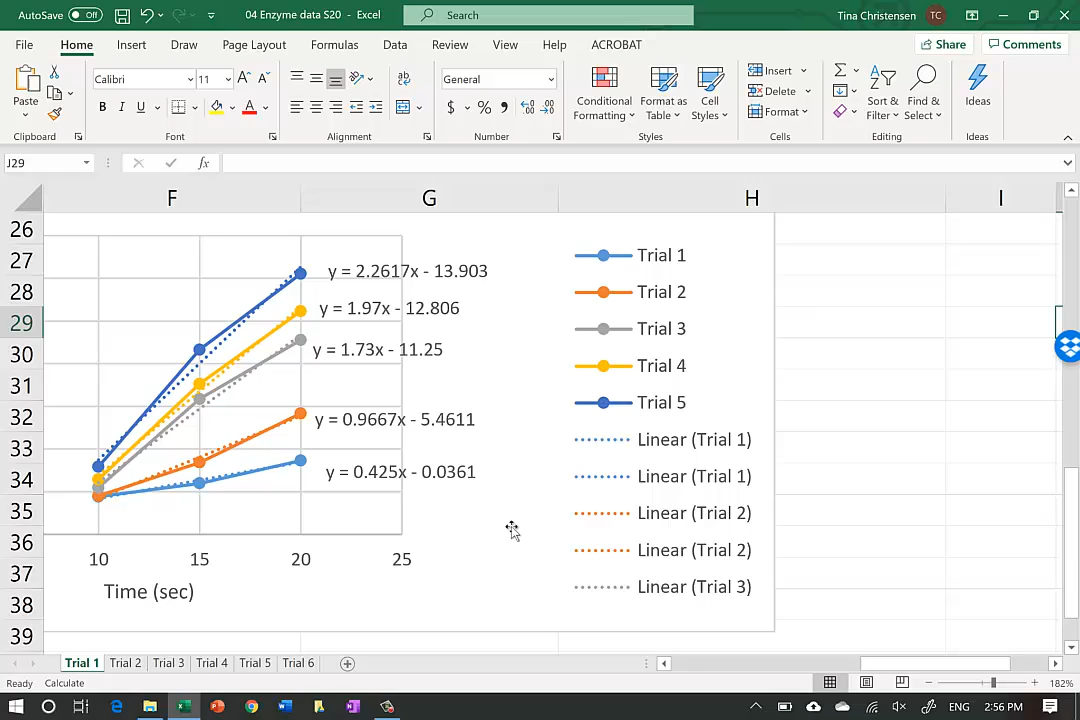 AutoSave Off 04 Enzyme data S20 - Excel Search Tina Christensen TC
File Home Insert Draw Page Layout Formulas Data Review View Help ACROBAT Share Comments
Paste Calibri 11 A A ab General Conditional Formatting Format as Table Cell Styles Insert Delete Format Sort & Filter Find & Select Ideas
B I U A $ % 9
Clipboard Font Alignment Number Styles Cells Editing Ideas
J29 fx
F G H I
26
27
28
29
30
31
32
33
34
35
36
37
38
39
y = 2.2617x - 13.903
y = 1.97x - 12.806
y = 1.73x - 11.25
y = 0.9667x - 5.4611
y = 0.425x - 0.0361
10 15 20 25
Time (sec)
Trial 1
Trial 2
Trial 3
Trial 4
Trial 5
Linear (Trial 1)
Linear (Trial 1)
Linear (Trial 2)
Linear (Trial 2)
Linear (Trial 3)
Trial 1 Trial 2 Trial 3 Trial 4 Trial 5 Trial 6
Ready Calculate 182%
ENG 2:56 PM